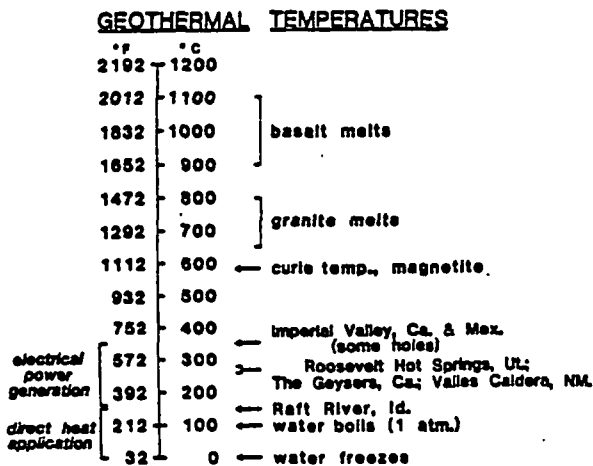 GEOTHERMAL TEMPERATURES
°F °C
2192 1200
2012 1100
basalt melts
1832 1000
1652 900
1472 800
granite melts
1292 700
1112 600 curie temp., magnetite
932 500
752 400
Imperial Valley, Ca. & Mex.
(some holes)
electrical
power
generation
572 300
Roosevelt Hot Springs, Ut.;
The Geysers, Ca.; Valles Caldera, NM.
392 200
Raft River, Id.
direct heat
application
212 100 water boils (1 atm.)
32 0 water freezes